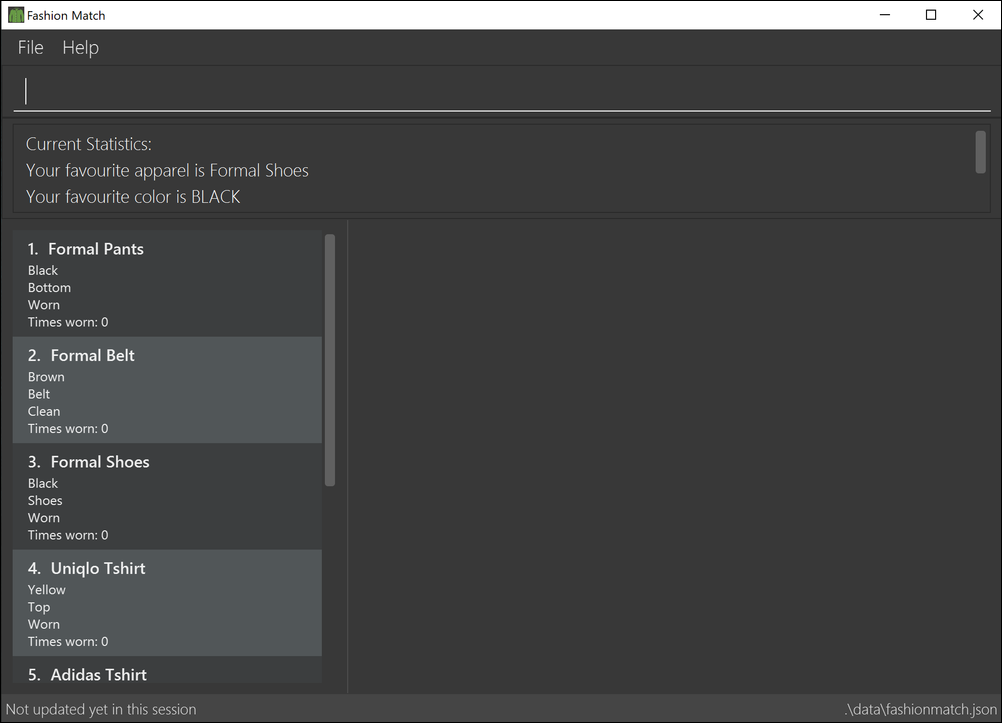 Fashion Match
File Help
Current Statistics:
Your favourite apparel is Formal Shoes
Your favourite color is BLACK
1. Formal Pants
Black
Bottom
Worn
Times worn: 0
2. Formal Belt
Brown
Belt
Clean
Times worn: 0
3. Formal Shoes
Black
Shoes
Worn
Times worn: 0
4. Uniqlo Tshirt
Yellow
Top
Worn
Times worn: 0
5. Adidas Tshirt
Not updated yet in this session
.\data\fashionmatch.json